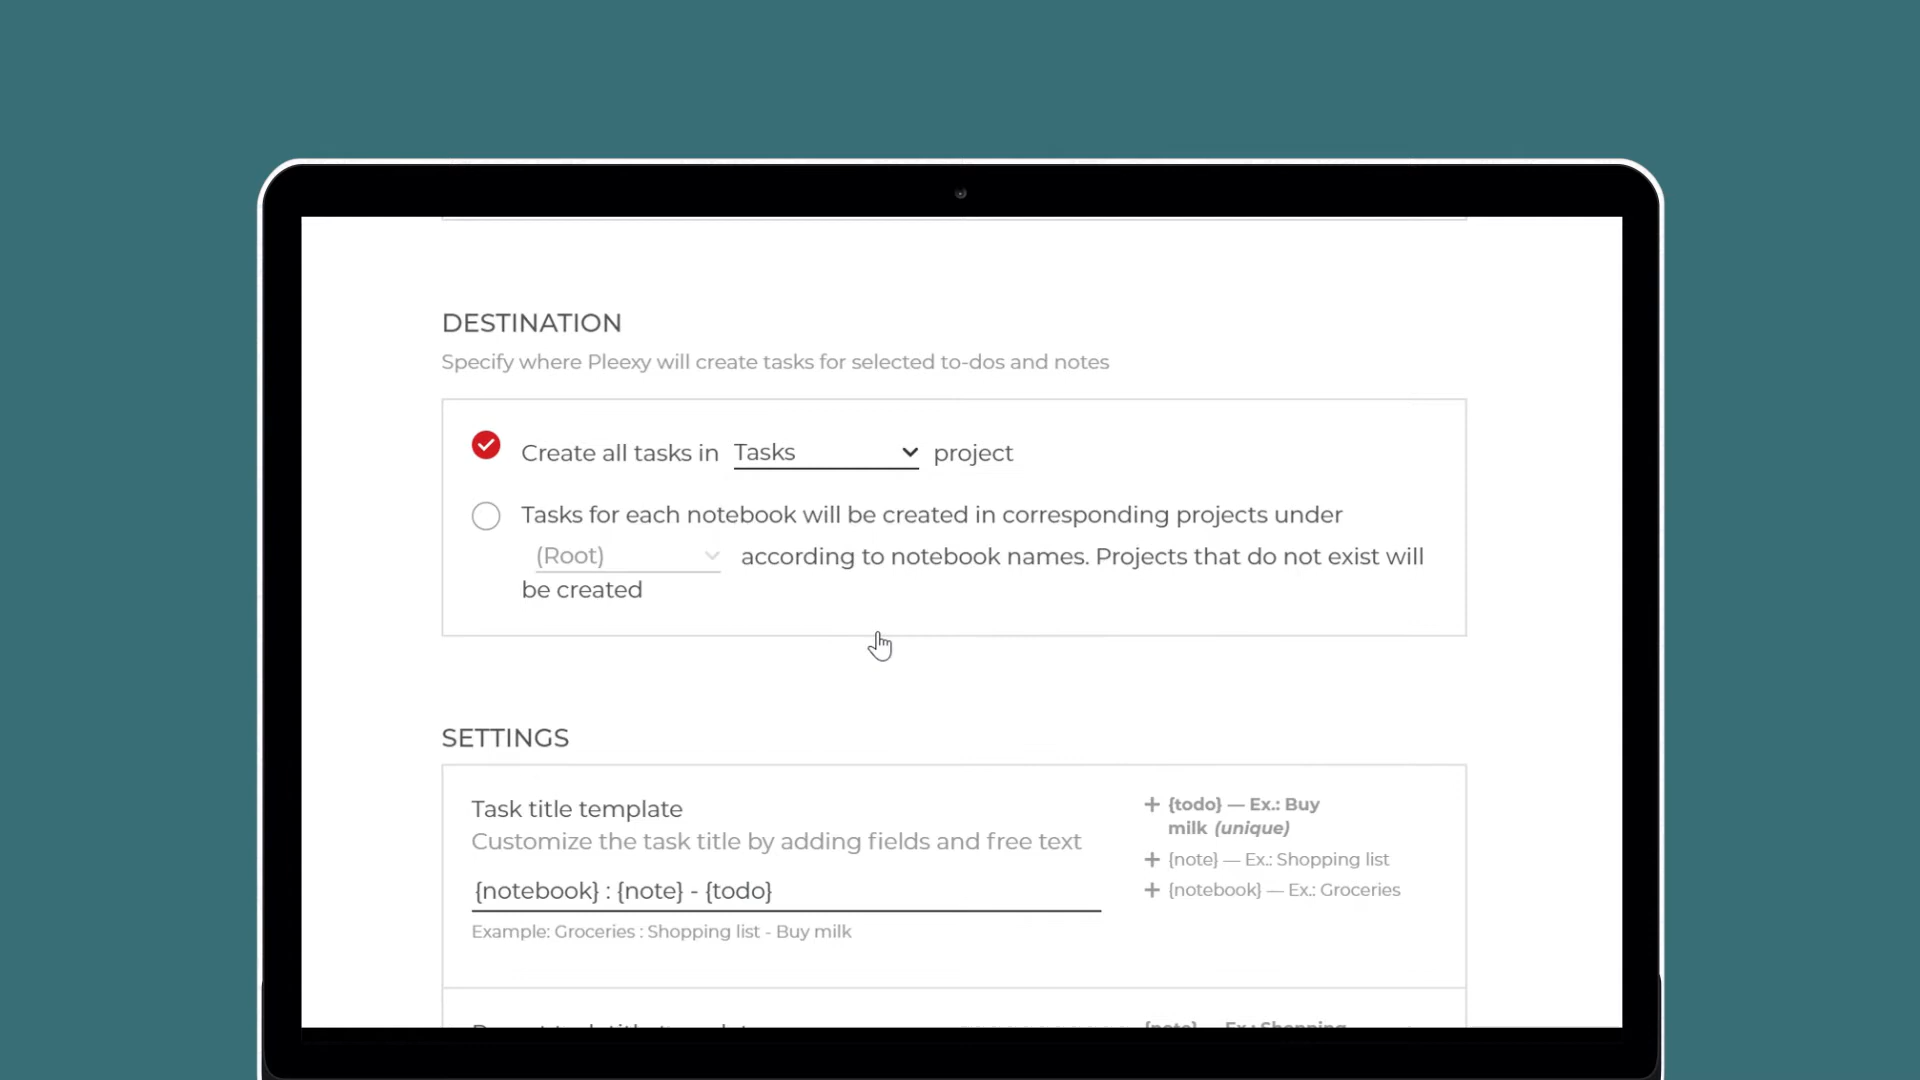 DESTINATION
Specify where Pleexy will create tasks for selected to-dos and notes
Create all tasks in Tasks project
Tasks for each notebook will be created in corresponding projects under
(Root) according to notebook names. Projects that do not exist will
be created
SETTINGS
Task title template
Customize the task title by adding fields and free text
{notebook} : {note} - {todo}
Example: Groceries : Shopping list - Buy milk
+ {todo} — Ex.: Buy
milk (unique)
+ {note} — Ex.: Shopping list
+ {notebook} — Ex.: Groceries
{note} — Ex.: Shopping